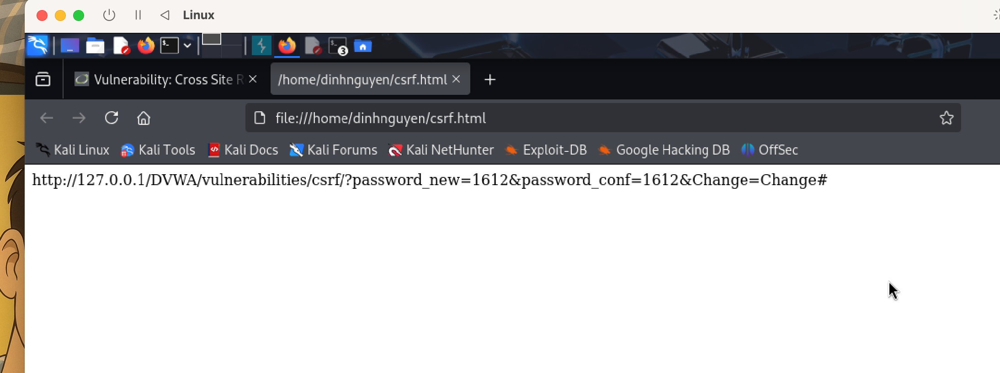 Linux
$_
$_ 3
Vulnerability: Cross Site R
/home/dinhnguyen/csrf.html
file:///home/dinhnguyen/csrf.html
Kali Linux Kali Tools Kali Docs Kali Forums Kali NetHunter Exploit-DB Google Hacking DB OffSec
http://127.0.0.1/DVWA/vulnerabilities/csrf/?password_new=1612&password_conf=1612&Change=Change#